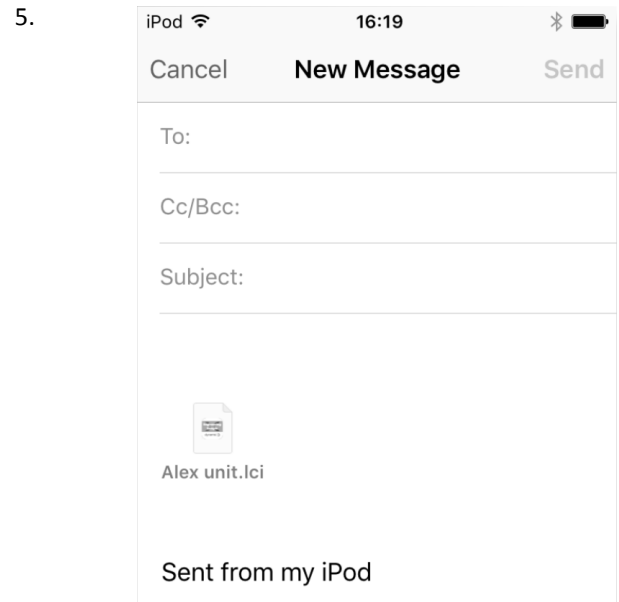 5.
iPod 16:19
Cancel New Message Send
To:
Cc/Bcc:
Subject:
Alex unit.lci
Sent from my iPod